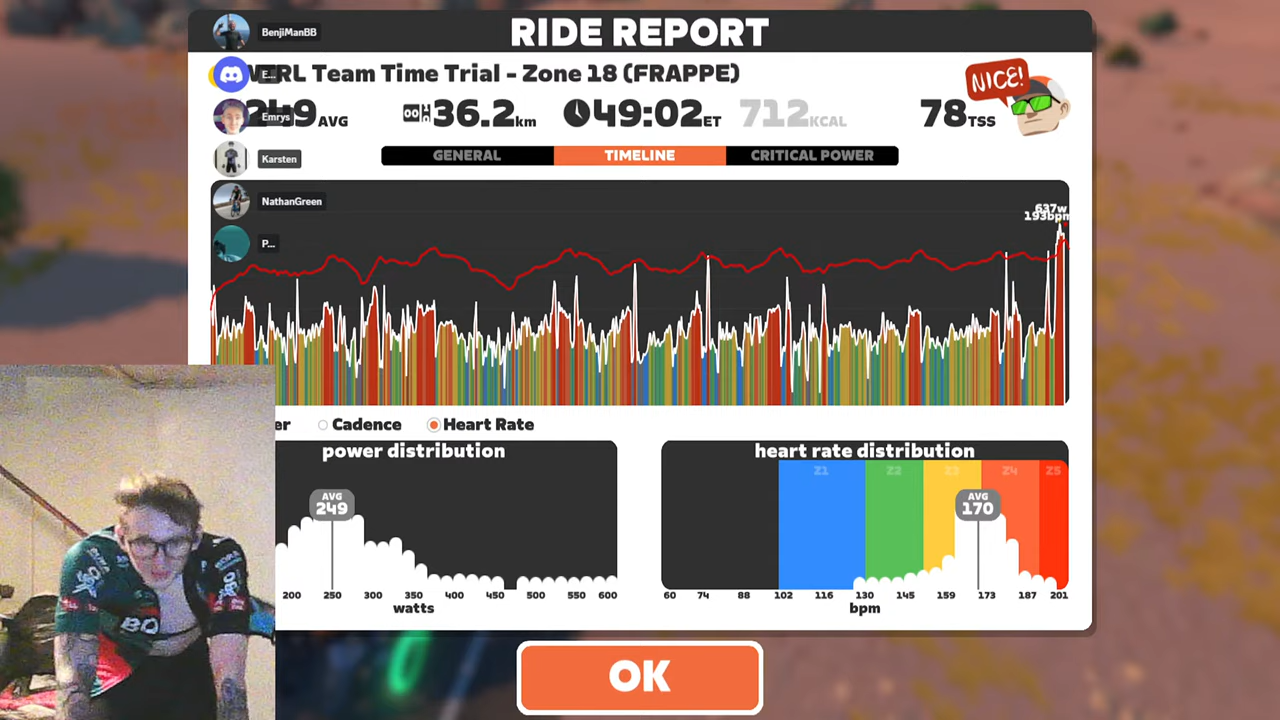 RIDE REPORT
BenjiManBB
E...
RL Team Time Trial - Zone 18 (FRAPPE)
NICE!
249 AVG
36.2km
49:02ET
712KCAL
78TSS
Emrys
Karsten
GENERAL
TIMELINE
CRITICAL POWER
NathanGreen
637w
193bpm
P...
er
Cadence
Heart Rate
power distribution
heart rate distribution
Z1
Z2
Z3
Z4
Z5
AVG
249
AVG
170
200 250 300 350 400 450 500 550 600
watts
60 74 88 102 116 130 145 159 173 187 201
bpm
BO
OK